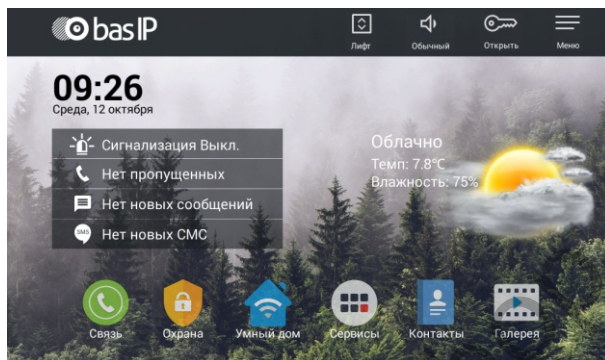 bas IP
Лифт
Обычный
Открыть
Меню
09:26
Среда, 12 октября
Сигнализация Выкл.
Нет пропущенных
Нет новых сообщений
SMS
Нет новых СМС
Облачно
Темп: 7.8°C
Влажность: 75%
Связь
Охрана
Умный дом
Сервисы
Контакты
Галерея